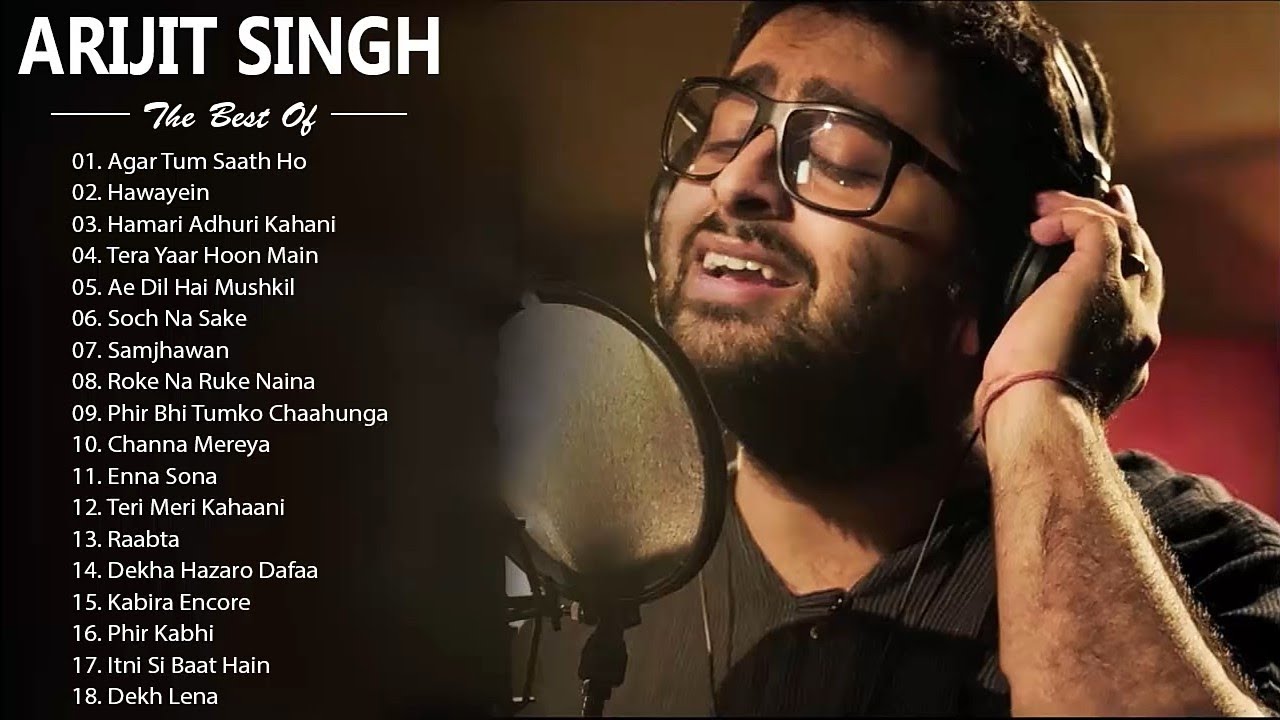 ARIJIT SINGH
The Best Of
01. Agar Tum Saath Ho
02. Hawayein
03. Hamari Adhuri Kahani
04. Tera Yaar Hoon Main
05. Ae Dil Hai Mushkil
06. Soch Na Sake
07. Samjhawan
08. Roke Na Ruke Naina
09. Phir Bhi Tumko Chaahunga
10. Channa Mereya
11. Enna Sona
12. Teri Meri Kahaani
13. Raabta
14. Dekha Hazaro Dafaa
15. Kabira Encore
16. Phir Kabhi
17. Itni Si Baat Hain
18. Dekh Lena